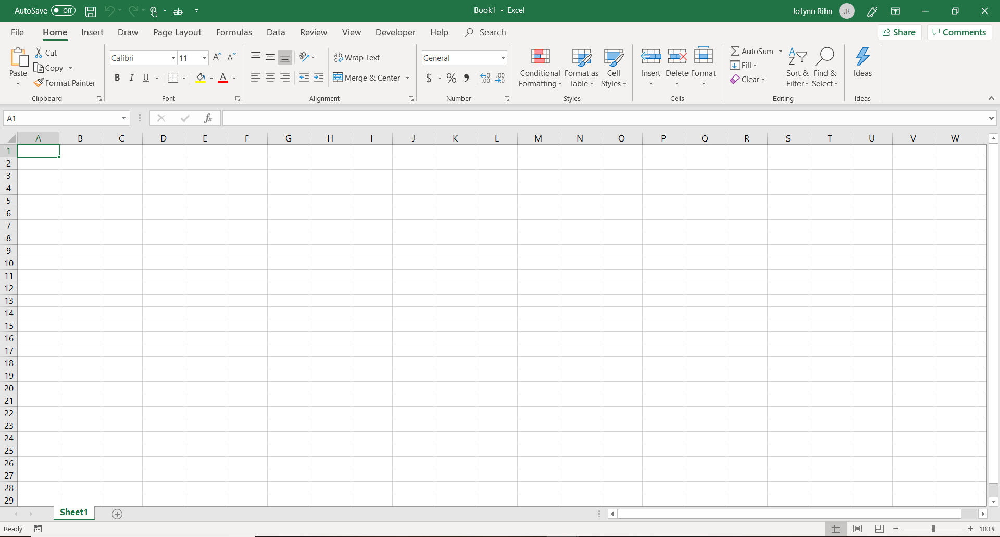 AutoSave Off
Book1 - Excel
JoLynn Rihn JR
File Home Insert Draw Page Layout Formulas Data Review View Developer Help Search Share Comments
Paste
Cut
Copy
Format Painter
Clipboard
Calibri 11
B I U A
Font
ab Wrap Text
Merge & Center
Alignment
General
$ % 9 .00 .00
Number
Conditional Formatting
Format as Table
Cell Styles
Styles
Insert Delete Format
Cells
AutoSum
Fill
Clear
Sort & Filter
Find & Select
Editing
Ideas
Ideas
A1 fx
A B C D E F G H I J K L M N O P Q R S T U V W
1
2
3
4
5
6
7
8
9
10
11
12
13
14
15
16
17
18
19
20
21
22
23
24
25
26
27
28
29
Sheet1
Ready 100%